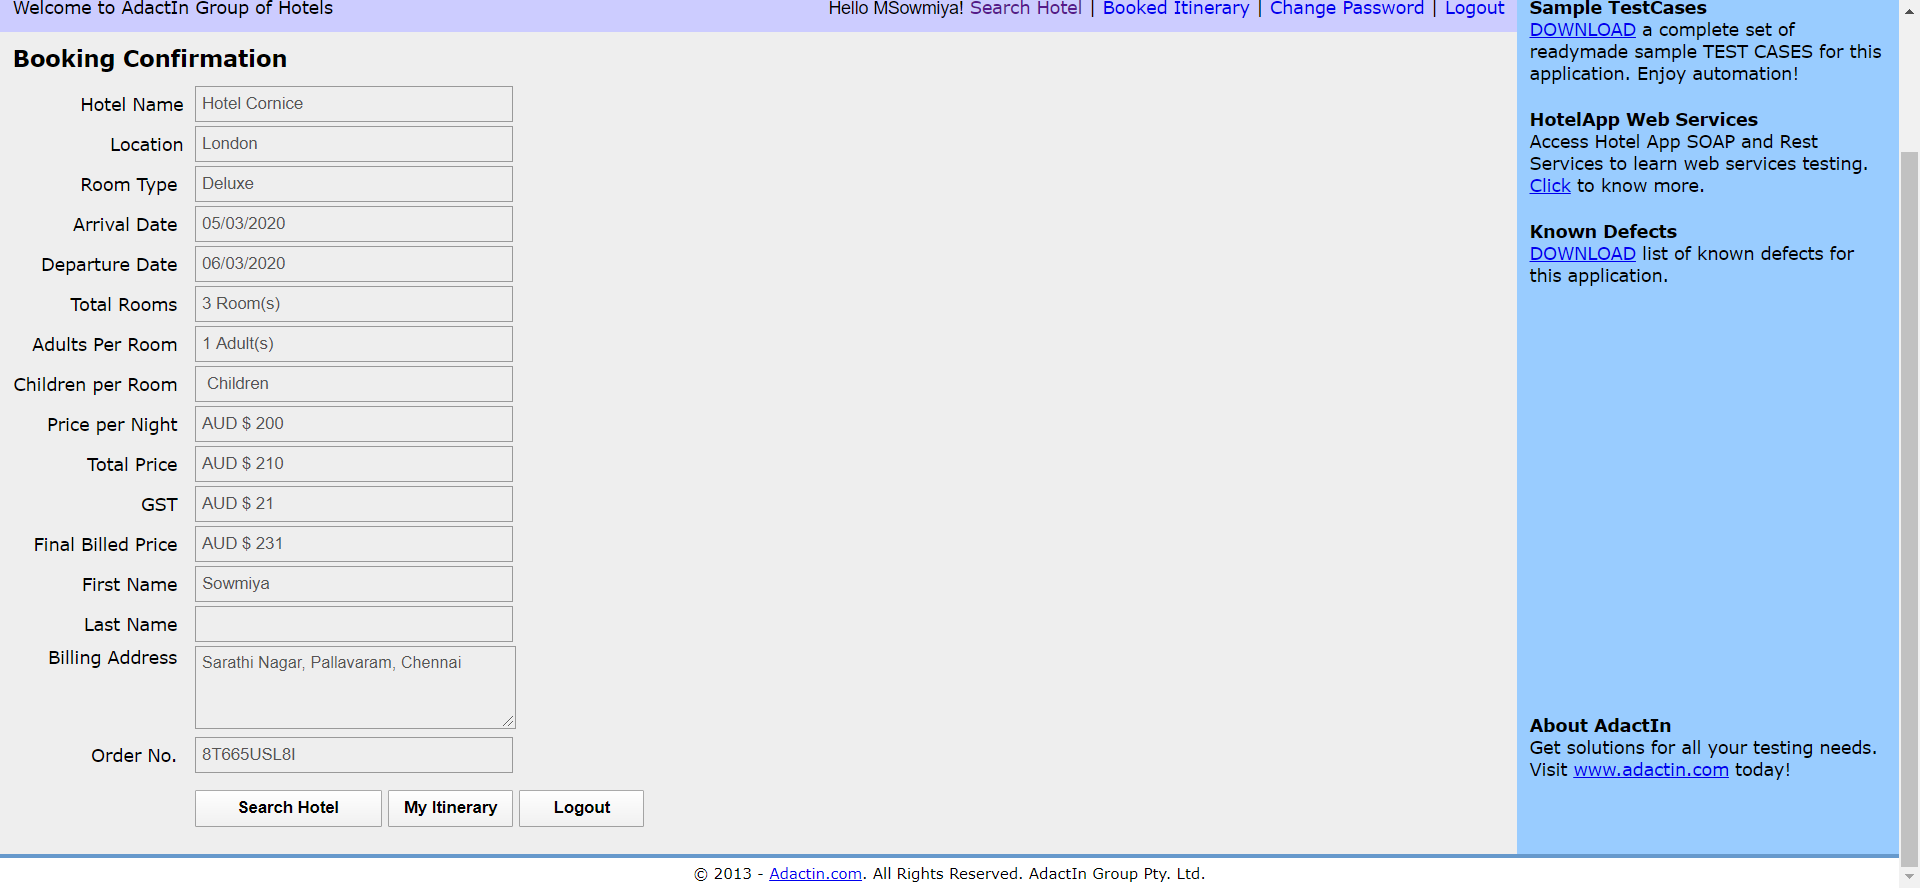 Welcome to AdactIn Group of Hotels
Hello MSowmiya! Search Hotel | Booked Itinerary | Change Password | Logout
Booking Confirmation
Hotel Name Hotel Cornice
Location London
Room Type Deluxe
Arrival Date 05/03/2020
Departure Date 06/03/2020
Total Rooms 3 Room(s)
Adults Per Room 1 Adult(s)
Children per Room Children
Price per Night AUD $ 200
Total Price AUD $ 210
GST AUD $ 21
Final Billed Price AUD $ 231
First Name Sowmiya
Last Name
Billing Address Sarathi Nagar, Pallavaram, Chennai
Order No. 8T665USL8I
Search Hotel My Itinerary Logout
Sample TestCases
DOWNLOAD a complete set of
readymade sample TEST CASES for this
application. Enjoy automation!
HotelApp Web Services
Access Hotel App SOAP and Rest
Services to learn web services testing.
Click to know more.
Known Defects
DOWNLOAD list of known defects for
this application.
About AdactIn
Get solutions for all your testing needs.
Visit www.adactin.com today!
© 2013 - Adactin.com. All Rights Reserved. AdactIn Group Pty. Ltd.